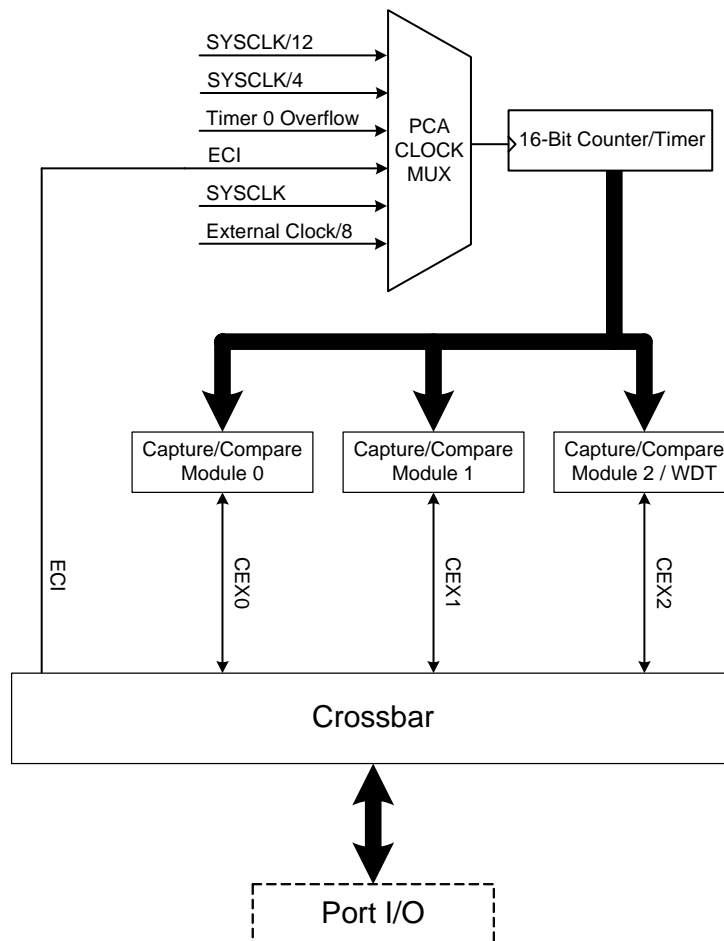 SYSCLK/12
SYSCLK/4
Timer 0 Overflow
ECI
SYSCLK
External Clock/8
PCA
CLOCK
MUX
16-Bit Counter/Timer
Capture/Compare
Module 0
Capture/Compare
Module 1
Capture/Compare
Module 2 / WDT
ECI
CEX0
CEX1
CEX2
Crossbar
Port I/O